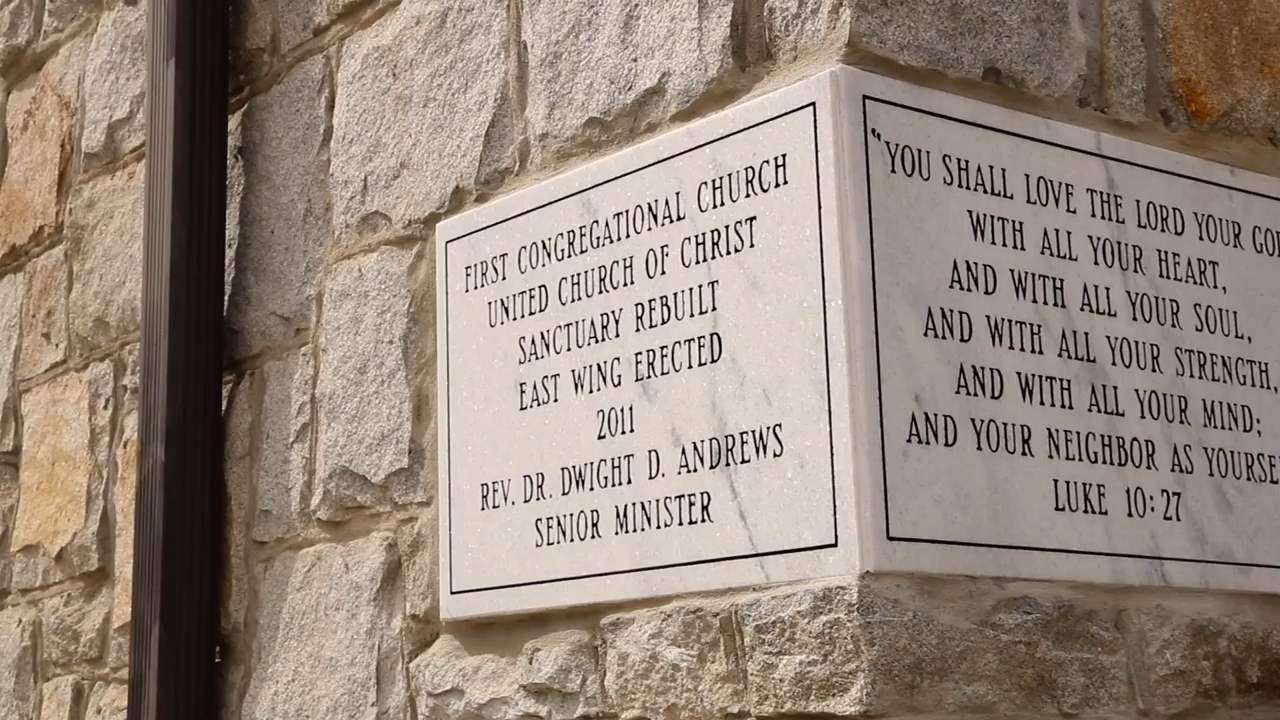 FIRST CONGREGATIONAL CHURCH
UNITED CHURCH OF CHRIST
SANCTUARY REBUILT
EAST WING ERECTED
2011
REV. DR. DWIGHT D. ANDREWS
SENIOR MINISTER
“YOU SHALL LOVE THE LORD YOUR GO
WITH ALL YOUR HEART,
AND WITH ALL YOUR SOUL,
AND WITH ALL YOUR STRENGTH,
AND WITH ALL YOUR MIND;
AND YOUR NEIGHBOR AS YOURSE
LUKE 10:27